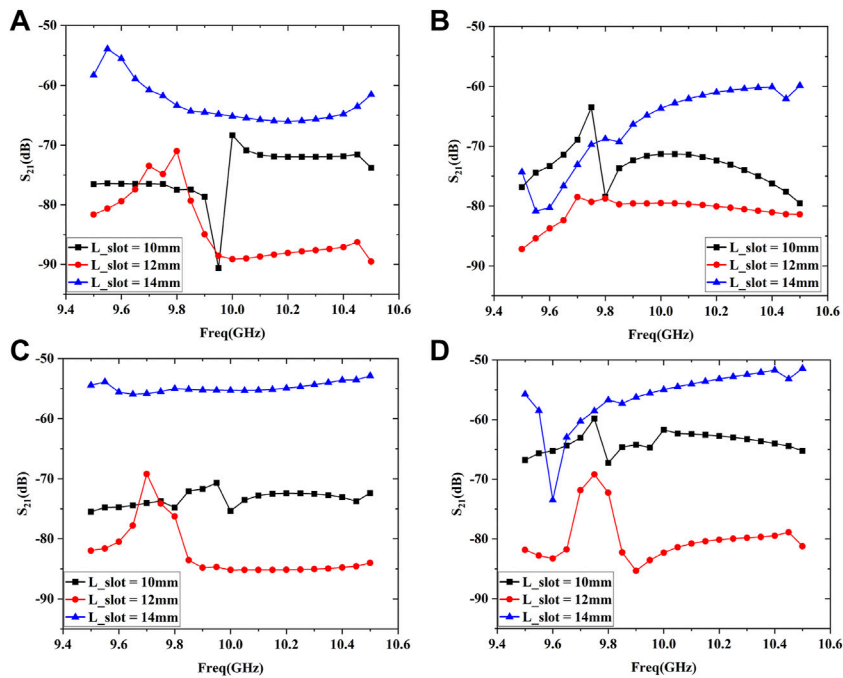 A
-50
-60
-70
-80
-90
S21(dB)
L_slot = 10mm
L_slot = 12mm
L_slot = 14mm
9.4 9.6 9.8 10.0 10.2 10.4 10.6
Freq(GHz)
B
-50
-60
-70
-80
-90
S21(dB)
L_slot = 10mm
L_slot = 12mm
L_slot = 14mm
9.4 9.6 9.8 10.0 10.2 10.4 10.6
Freq(GHz)
C
-50
-60
-70
-80
-90
S21(dB)
L_slot = 10mm
L_slot = 12mm
L_slot = 14mm
9.4 9.6 9.8 10.0 10.2 10.4 10.6
Freq(GHz)
D
-50
-60
-70
-80
-90
S21(dB)
L_slot = 10mm
L_slot = 12mm
L_slot = 14mm
9.4 9.6 9.8 10.0 10.2 10.4 10.6
Freq(GHz)